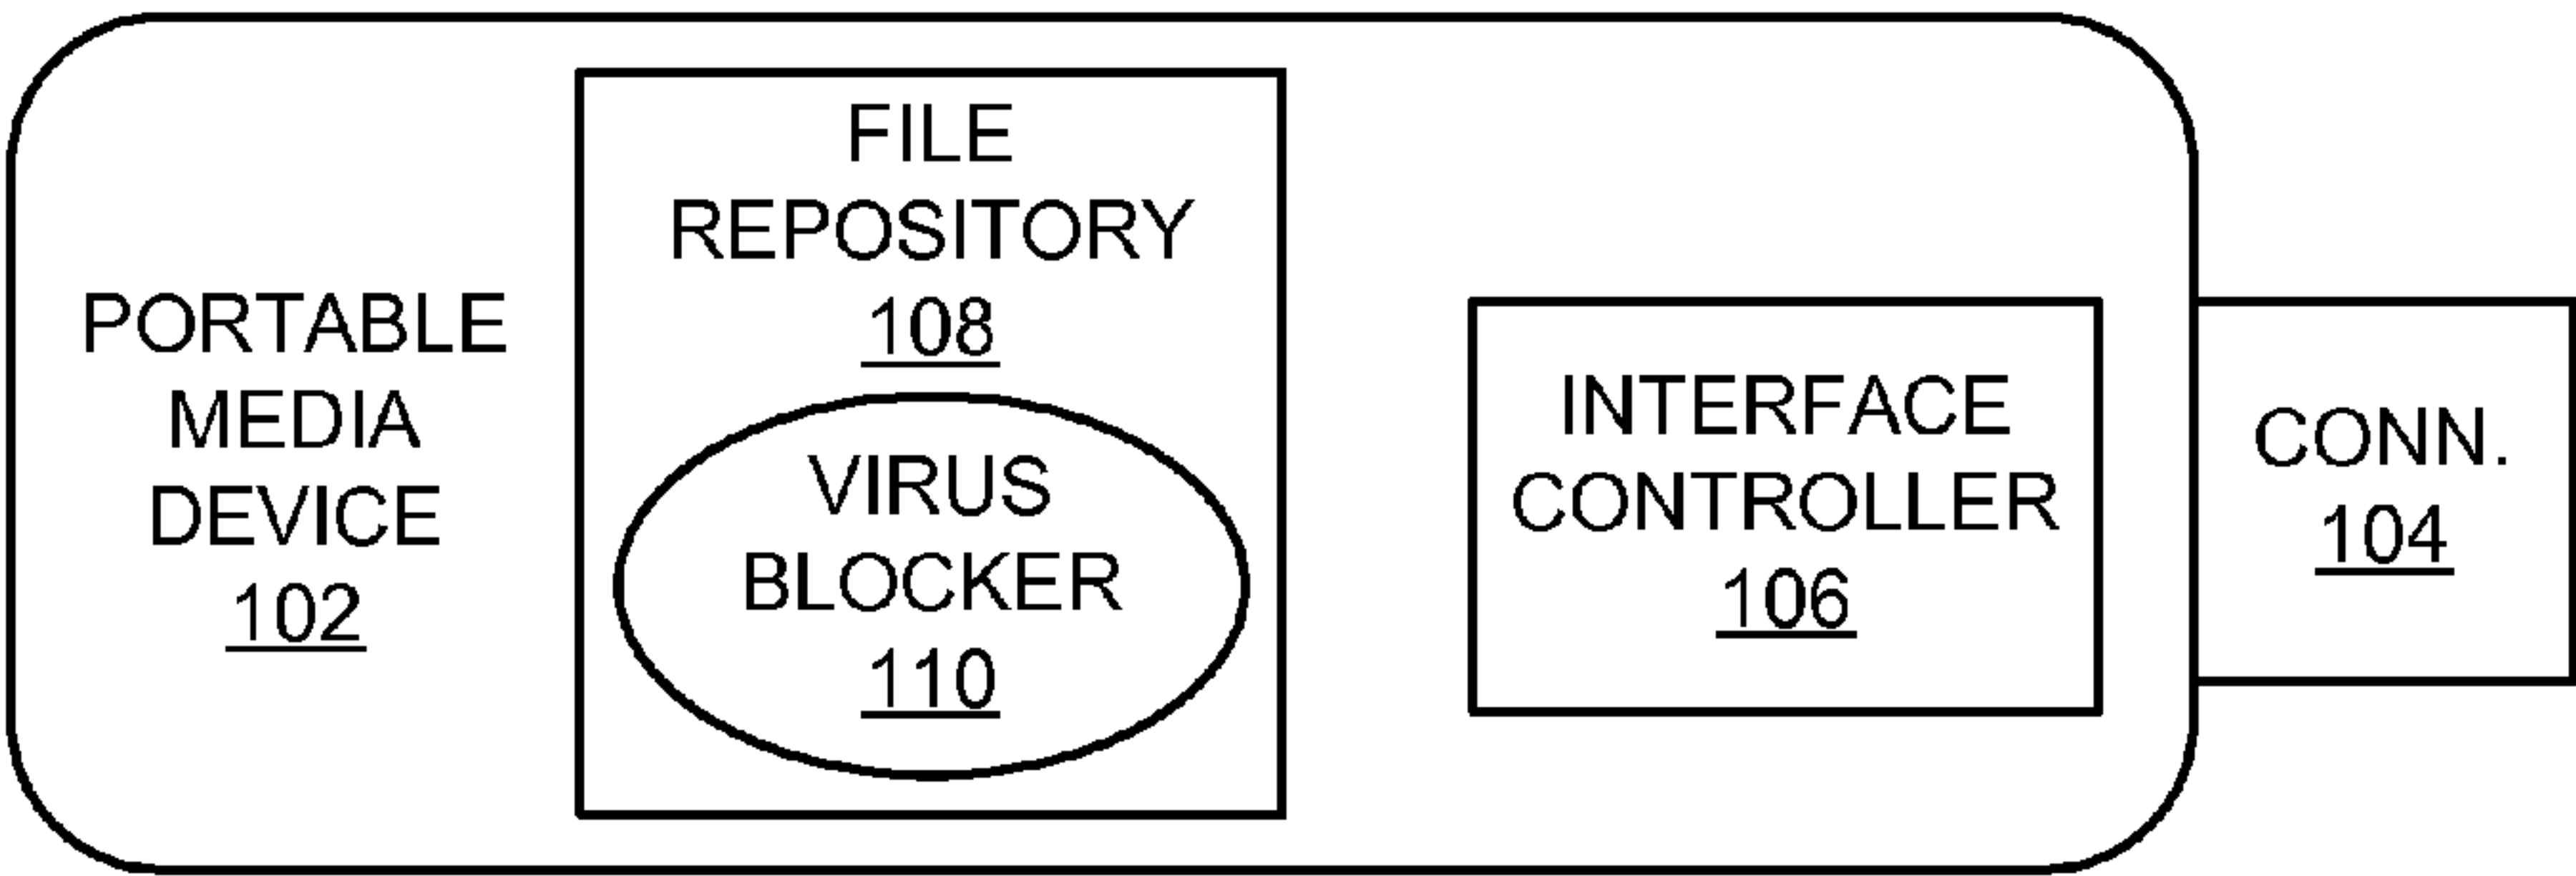 PORTABLE
MEDIA
DEVICE
102
FILE
REPOSITORY
108
VIRUS
BLOCKER
110
INTERFACE
CONTROLLER
106
CONN.
104